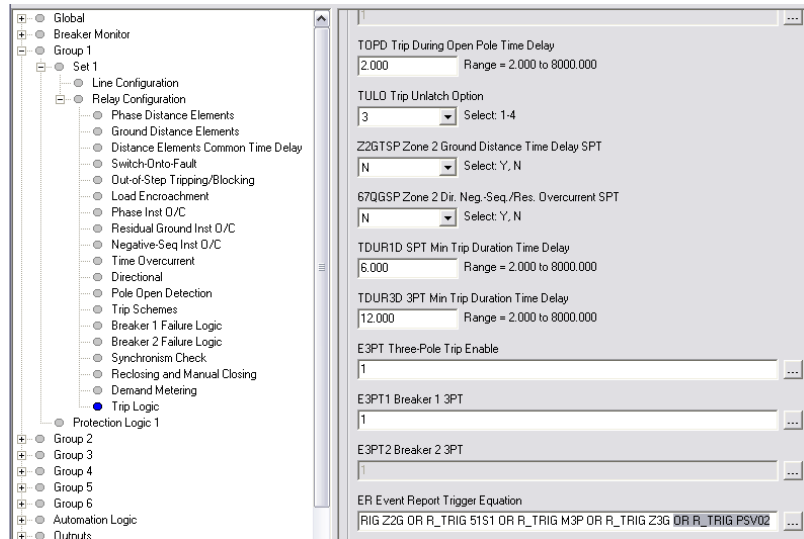 Global
Breaker Monitor
Group 1
Set 1
Line Configuration
Relay Configuration
Phase Distance Elements
Ground Distance Elements
Distance Elements Common Time Delay
Switch-Onto-Fault
Out-of-Step Tripping/Blocking
Load Encroachment
Phase Inst O/C
Residual Ground Inst O/C
Negative-Seq Inst O/C
Time Overcurrent
Directional
Pole Open Detection
Trip Schemes
Breaker 1 Failure Logic
Breaker 2 Failure Logic
Synchronism Check
Reclosing and Manual Closing
Demand Metering
Trip Logic
Protection Logic 1
Group 2
Group 3
Group 4
Group 5
Group 6
Automation Logic
Outputs
1
...
TOPD Trip During Open Pole Time Delay
2.000 Range = 2.000 to 8000.000
TULO Trip Unlatch Option
3 Select: 1-4
Z2GTSP Zone 2 Ground Distance Time Delay SPT
N Select: Y, N
67QGSP Zone 2 Dir. Neg.-Seq./Res. Overcurrent SPT
N Select: Y, N
TDUR1D SPT Min Trip Duration Time Delay
6.000 Range = 2.000 to 8000.000
TDUR3D 3PT Min Trip Duration Time Delay
12.000 Range = 2.000 to 8000.000
E3PT Three-Pole Trip Enable
1 ...
E3PT1 Breaker 1 3PT
1 ...
E3PT2 Breaker 2 3PT
1 ...
ER Event Report Trigger Equation
RIG Z2G OR R_TRIG 51S1 OR R_TRIG M3P OR R_TRIG Z3G OR R_TRIG PSV02 ...